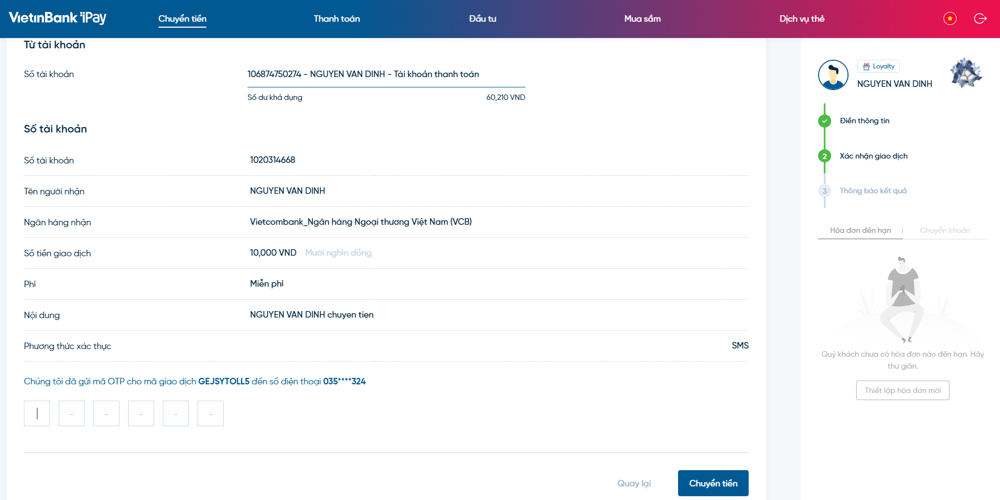 VietinBank iPay
Chuyển tiền
Thanh toán
Đầu tư
Mua sắm
Dịch vụ thẻ
Từ tài khoản
Số tài khoản
106874750274 - NGUYEN VAN DINH - Tài khoản thanh toán
Số dư khả dụng
60,210 VND
Số tài khoản
Số tài khoản
1020314668
Tên người nhận
NGUYEN VAN DINH
Ngân hàng nhận
Vietcombank_Ngân hàng Ngoại thương Việt Nam (VCB)
Số tiền giao dịch
10,000 VND Mười nghìn đồng
Phí
Miễn phí
Nội dung
NGUYEN VAN DINH chuyen tien
Phương thức xác thực
SMS
Chúng tôi đã gửi mã OTP cho mã giao dịch GEJSYTOLL5 đến số điện thoại 035****324
- - - - -
Quay lại
Chuyển tiền
Loyalty
NGUYEN VAN DINH
Điền thông tin
2 Xác nhận giao dịch
3 Thông báo kết quả
Hóa đơn đến hạn
Chuyển khoản
Quý khách chưa có hóa đơn nào đến hạn. Hãy
thư giãn.
Thiết lập hóa đơn mới